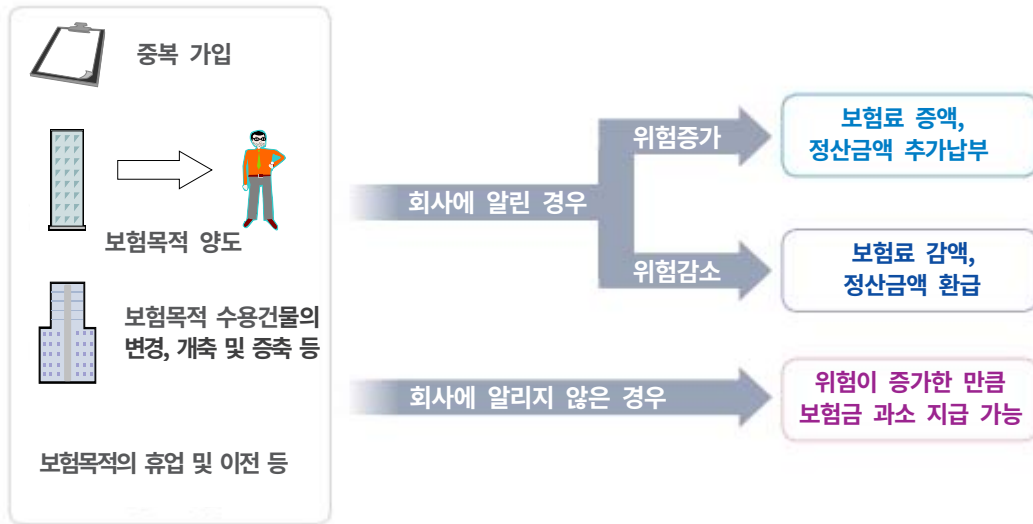 중복 가입
보험목적 양도
보험목적 수용건물의
변경, 개축 및 증축 등
보험목적의 휴업 및 이전 등
회사에 알린 경우
위험증가
보험료 증액,
정산금액 추가납부
위험감소
보험료 감액,
정산금액 환급
회사에 알리지 않은 경우
위험이 증가한 만큼
보험금 과소 지급 가능